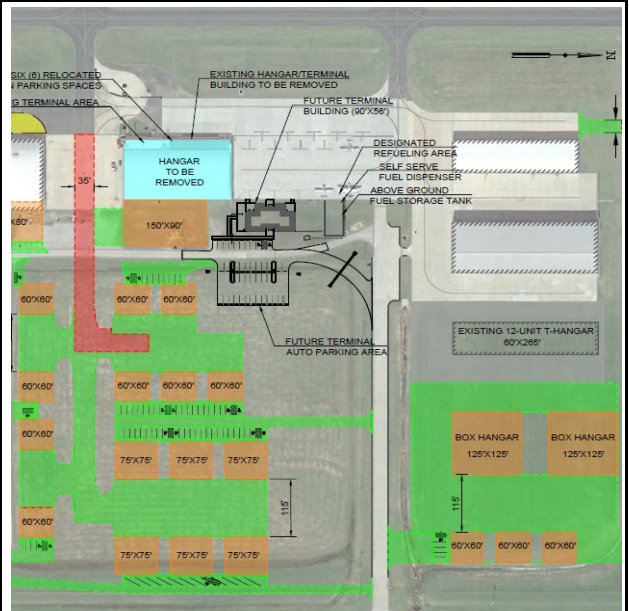 SIX (6) RELOCATED
PARKING SPACES
TERMINAL AREA
EXISTING HANGAR/TERMINAL
BUILDING TO BE REMOVED
N
FUTURE TERMINAL
BUILDING (90'X56')
DESIGNATED
REFUELING AREA
SELF SERVE
FUEL DISPENSER
ABOVE GROUND
FUEL STORAGE TANK
HANGAR
TO BE
REMOVED
35'
X80'
150'X90'
60'X60'
60'X60'
60'X60'
FUTURE TERMINAL
AUTO PARKING AREA
EXISTING 12-UNIT T-HANGAR
60'X265'
60'X60'
60'X60'
60'X60'
60'X60'
60'X60'
BOX HANGAR
125'X125'
BOX HANGAR
125'X125'
75'X75'
75'X75'
75'X75'
115'
115'
60'X60'
60'X60'
60'X60'
60'X60'
75'X75'
75'X75'
75'X75'